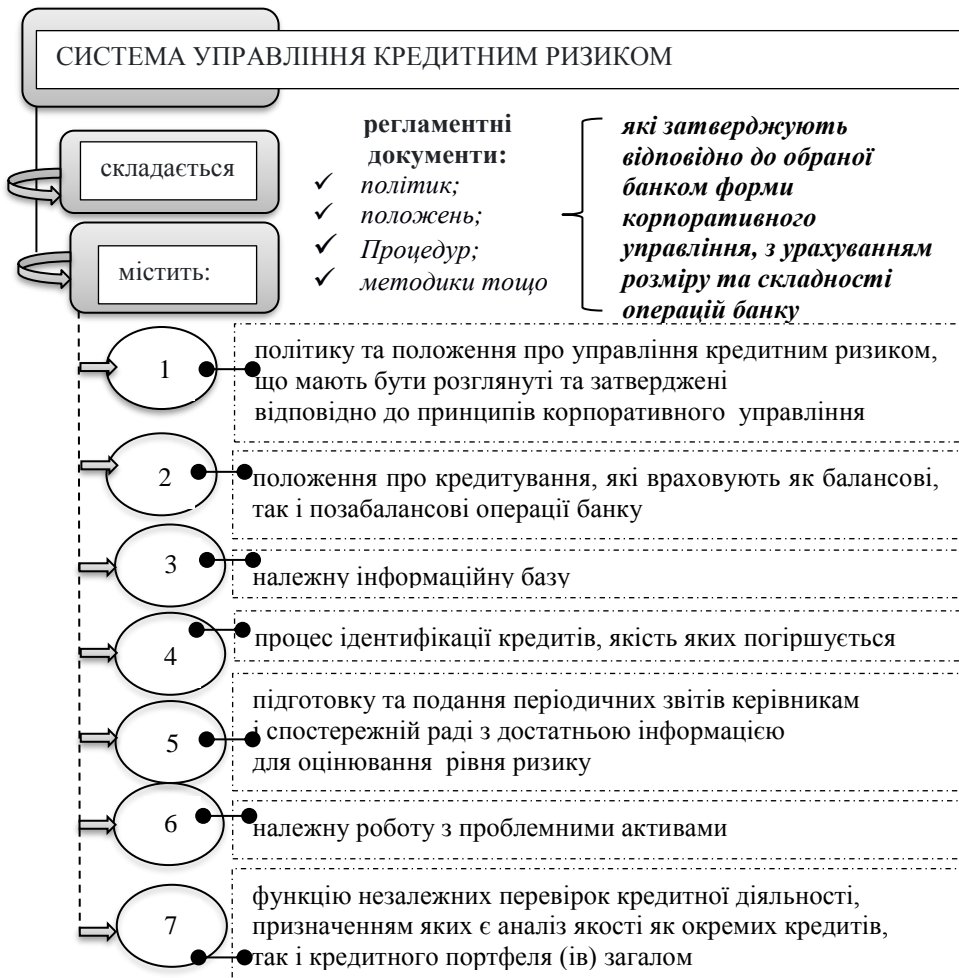 СИСТЕМА УПРАВЛІННЯ КРЕДИТНИМ РИЗИКОМ
складається
регламентні
документи:
✓ політик;
✓ положень;
✓ Процедур;
✓ методики тощо
які затверджують
відповідно до обраної
банком форми
корпоративного
управління, з урахуванням
розміру та складності
операцій банку
містить:
1
політику та положення про управління кредитним ризиком,
що мають бути розглянуті та затверджені
відповідно до принципів корпоративного управління
2
положення про кредитування, які враховують як балансові,
так і позабалансові операції банку
3
належну інформаційну базу
4
процес ідентифікації кредитів, якість яких погіршується
5
підготовку та подання періодичних звітів керівникам
і спостережній раді з достатньою інформацією
для оцінювання рівня ризику
6
належну роботу з проблемними активами
7
функцію незалежних перевірок кредитної діяльності,
призначенням яких є аналіз якості як окремих кредитів,
так і кредитного портфеля (ів) загалом